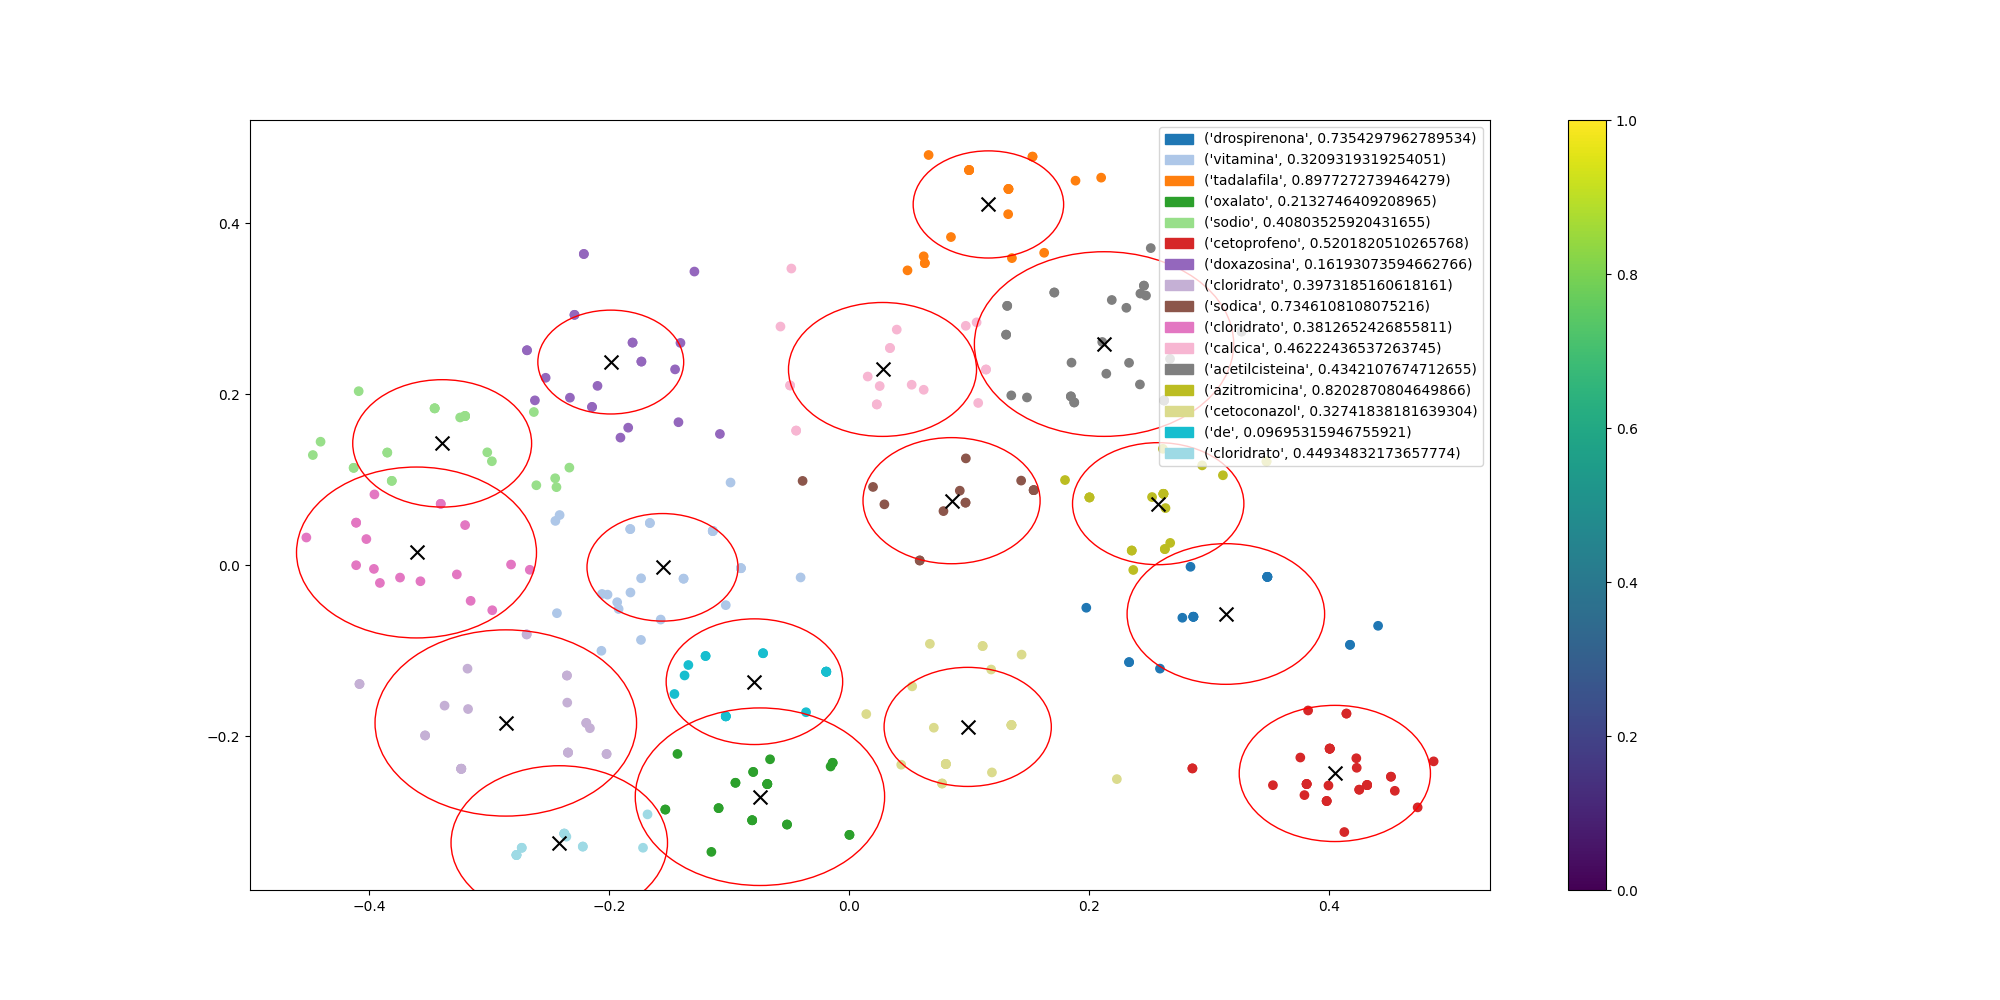 ('drospirenona', 0.7354297962789534)
('vitamina', 0.3209319319254051)
('tadalafila', 0.8977272739464279)
('oxalato', 0.2132746409208965)
('sodio', 0.40803525920431655)
('cetoprofeno', 0.5201820510265768)
('doxazosina', 0.16193073594662766)
('cloridrato', 0.3973185160618161)
('sodica', 0.7346108108075216)
('cloridrato', 0.3812652426855811)
('calcica', 0.46222436537263745)
('acetilcisteina', 0.4342107674712655)
('azitromicina', 0.8202870804649866)
('cetoconazol', 0.32741838181639304)
('de', 0.09695315946755921)
('cloridrato', 0.44934832173657774)
0.4
0.2
0.0
−0.2
−0.4 −0.2 0.0 0.2 0.4
1.0
0.8
0.6
0.4
0.2
0.0